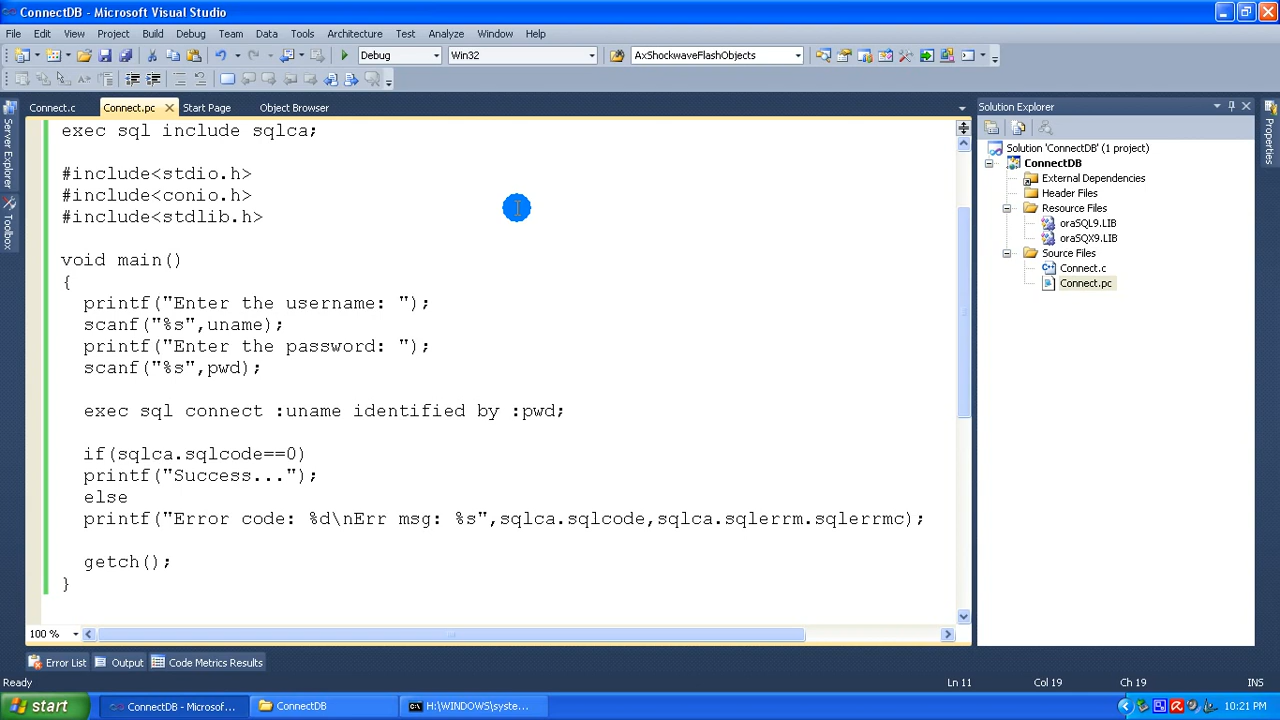 ConnectDB - Microsoft Visual Studio
File Edit View Project Build Debug Team Data Tools Architecture Test Analyze Window Help
Debug Win32 AxShockwaveFlashObjects
Connect.c Connect.pc Start Page Object Browser
Server Explorer
Toolbox
exec sql include sqlca;
#include<stdio.h>
#include<conio.h>
#include<stdlib.h>
void main()
{
printf("Enter the username: ");
scanf("%s",uname);
printf("Enter the password: ");
scanf("%s",pwd);
exec sql connect :uname identified by :pwd;
if(sqlca.sqlcode==0)
printf("Success...");
else
printf("Error code: %d\nErr msg: %s",sqlca.sqlcode,sqlca.sqlerrm.sqlerrmc);
getch();
}
100 %
Solution Explorer
Solution 'ConnectDB' (1 project)
ConnectDB
External Dependencies
Header Files
Resource Files
oraSQL9.LIB
oraSQX9.LIB
Source Files
Connect.c
Connect.pc
Properties
Error List Output Code Metrics Results
Ready Ln 11 Col 19 Ch 19 INS
start ConnectDB - Microsof... ConnectDB H:\WINDOWS\syste... 10:21 PM